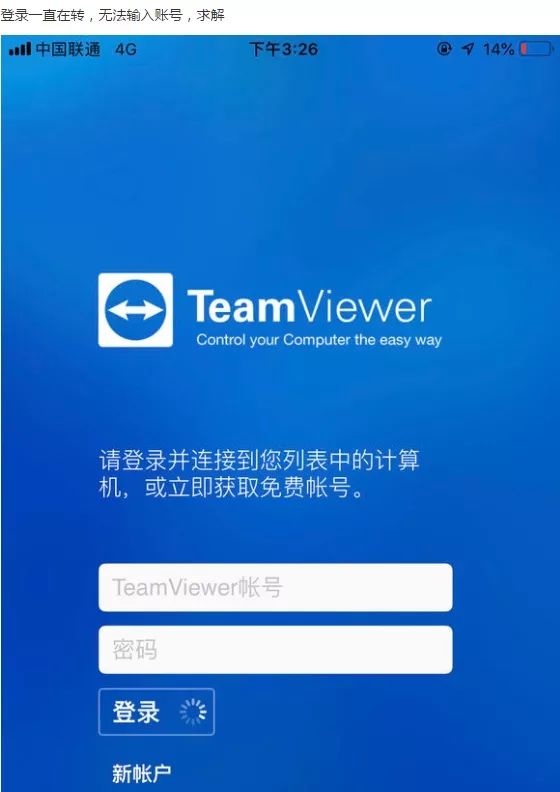 登录一直在转，无法输入账号，求解
中国联通 4G 下午3:26 14%
TeamViewer
Control your Computer the easy way
请登录并连接到您列表中的计算
机，或立即获取免费帐号。
TeamViewer帐号
密码
登录
新帐户